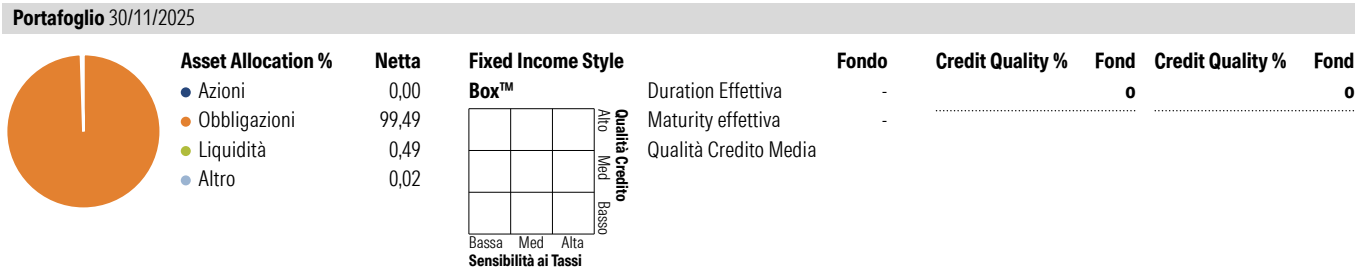 Portafoglio 30/11/2025
Asset Allocation % Netta
Azioni 0,00
Obbligazioni 99,49
Liquidità 0,49
Altro 0,02
Fixed Income Style
Box™
Alto Med Basso
Qualità Credito
Bassa Med Alta
Sensibilità ai Tassi
Fondo
Duration Effettiva -
Maturity effettiva -
Qualità Credito Media
Credit Quality % Fond
o
Credit Quality % Fond
o